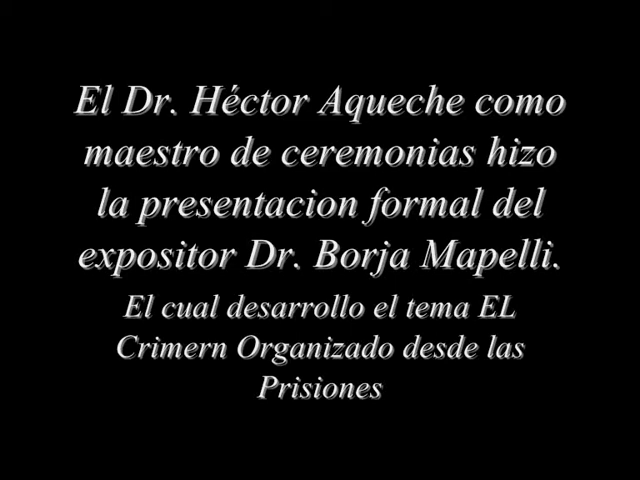 El Dr. Héctor Aqueche como
maestro de ceremonias hizo
la presentacion formal del
expositor Dr. Borja Mapelli.
El cual desarrollo el tema EL
Crimern Organizado desde las
Prisiones